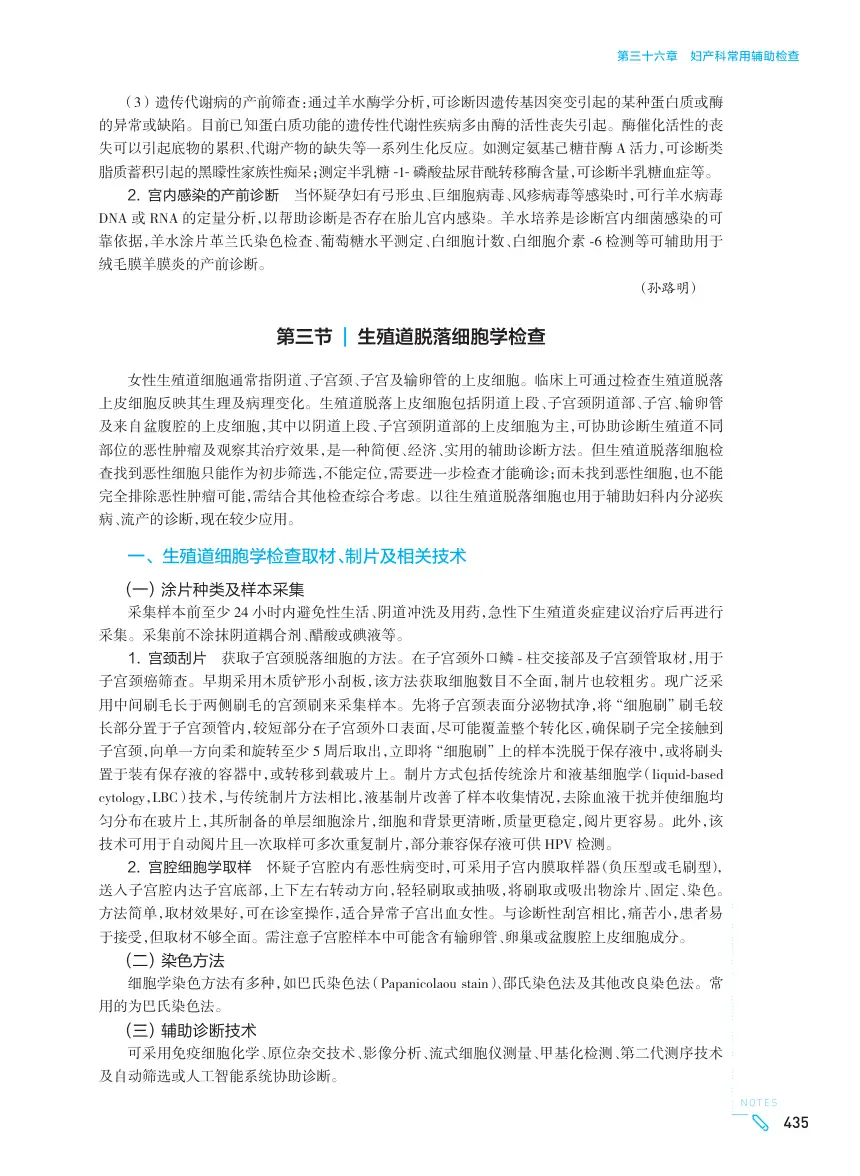 第三十六章 妇产科常用辅助检查
（3）遗传代谢病的产前筛查：通过羊水酶学分析，可诊断因遗传基因突变引起的某种蛋白质或酶
的异常或缺陷。目前已知蛋白质功能的遗传性代谢性疾病多由酶的活性丧失引起。酶催化活性的丧
失可以引起底物的累积、代谢产物的缺失等一系列生化反应。如测定氨基己糖苷酶 A 活力，可诊断类
脂质蓄积引起的黑矇性家族性痴呆；测定半乳糖 -1- 磷酸盐尿苷酰转移酶含量，可诊断半乳糖血症等。
2. 宫内感染的产前诊断 当怀疑孕妇有弓形虫、巨细胞病毒、风疹病毒等感染时，可行羊水病毒
DNA 或 RNA 的定量分析，以帮助诊断是否存在胎儿宫内感染。羊水培养是诊断宫内细菌感染的可
靠依据，羊水涂片革兰氏染色检查、葡萄糖水平测定、白细胞计数、白细胞介素 -6 检测等可辅助用于
绒毛膜羊膜炎的产前诊断。
（孙路明）
第三节 | 生殖道脱落细胞学检查
女性生殖道细胞通常指阴道、子宫颈、子宫及输卵管的上皮细胞。临床上可通过检查生殖道脱落
上皮细胞反映其生理及病理变化。生殖道脱落上皮细胞包括阴道上段、子宫颈阴道部、子宫、输卵管
及来自盆腹腔的上皮细胞，其中以阴道上段、子宫颈阴道部的上皮细胞为主，可协助诊断生殖道不同
部位的恶性肿瘤及观察其治疗效果，是一种简便、经济、实用的辅助诊断方法。但生殖道脱落细胞检
查找到恶性细胞只能作为初步筛选，不能定位，需要进一步检查才能确诊；而未找到恶性细胞，也不能
完全排除恶性肿瘤可能，需结合其他检查综合考虑。以往生殖道脱落细胞也用于辅助妇科内分泌疾
病、流产的诊断，现在较少应用。
一、生殖道细胞学检查取材、制片及相关技术
（一）涂片种类及样本采集
采集样本前至少 24 小时内避免性生活、阴道冲洗及用药，急性下生殖道炎症建议治疗后再进行
采集。采集前不涂抹阴道耦合剂、醋酸或碘液等。
1. 宫颈刮片 获取子宫颈脱落细胞的方法。在子宫颈外口鳞 - 柱交接部及子宫颈管取材，用于
子宫颈癌筛查。早期采用木质铲形小刮板，该方法获取细胞数目不全面，制片也较粗劣。现广泛采
用中间刷毛长于两侧刷毛的宫颈刷来采集样本。先将子宫颈表面分泌物拭净，将“细胞刷”刷毛较
长部分置于子宫颈管内，较短部分在子宫颈外口表面，尽可能覆盖整个转化区，确保刷子完全接触到
子宫颈，向单一方向柔和旋转至少 5 周后取出，立即将“细胞刷”上的样本洗脱于保存液中，或将刷头
置于装有保存液的容器中，或转移到载玻片上。制片方式包括传统涂片和液基细胞学（liquid-based
cytology，LBC）技术，与传统制片方法相比，液基制片改善了样本收集情况，去除血液干扰并使细胞均
匀分布在玻片上，其所制备的单层细胞涂片，细胞和背景更清晰，质量更稳定，阅片更容易。此外，该
技术可用于自动阅片且一次取样可多次重复制片，部分兼容保存液可供 HPV 检测。
2. 宫腔细胞学取样 怀疑子宫腔内有恶性病变时，可采用子宫内膜取样器（负压型或毛刷型），
送入子宫腔内达子宫底部，上下左右转动方向，轻轻刷取或抽吸，将刷取或吸出物涂片、固定、染色。
方法简单，取材效果好，可在诊室操作，适合异常子宫出血女性。与诊断性刮宫相比，痛苦小，患者易
于接受，但取材不够全面。需注意子宫腔样本中可能含有输卵管、卵巢或盆腹腔上皮细胞成分。
（二）染色方法
细胞学染色方法有多种，如巴氏染色法（Papanicolaou stain）、邵氏染色法及其他改良染色法。常
用的为巴氏染色法。
（三）辅助诊断技术
可采用免疫细胞化学、原位杂交技术、影像分析、流式细胞仪测量、甲基化检测、第二代测序技术
及自动筛选或人工智能系统协助诊断。
NOTES
435